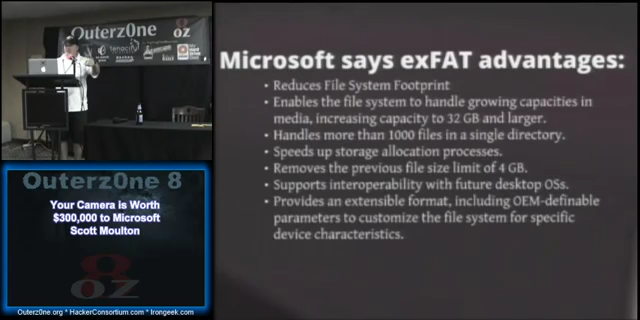 Outerz0ne
tenacity
OZ
Microsoft says exFAT advantages:
• Reduces File System Footprint
• Enables the file system to handle growing capacities in
media, increasing capacity to 32 GB and larger.
• Handles more than 1000 files in a single directory.
• Speeds up storage allocation processes.
• Removes the previous file size limit of 4 GB.
• Supports interoperability with future desktop OSs.
• Provides an extensible format, including OEM-definable
parameters to customize the file system for specific
device characteristics.
Outerz0ne 8
Your Camera is Worth
$300,000 to Microsoft
Scott Moulton
OZ
Outerz0ne.org * HackerConsortium.com * Irongeek.com